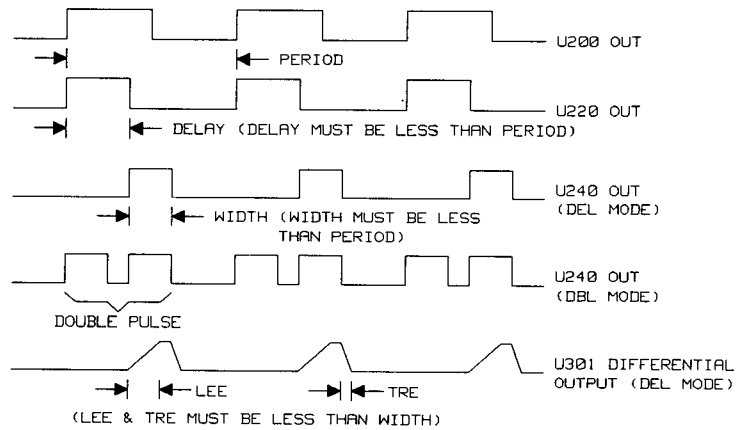 U200 OUT
PERIOD
U220 OUT
DELAY (DELAY MUST BE LESS THAN PERIOD)
U240 OUT
(DEL MODE)
WIDTH (WIDTH MUST BE LESS
THAN PERIOD)
U240 OUT
(DBL MODE)
DOUBLE PULSE
U301 DIFFERENTIAL
OUTPUT (DEL MODE)
LEE
TRE
(LEE & TRE MUST BE LESS THAN WIDTH)